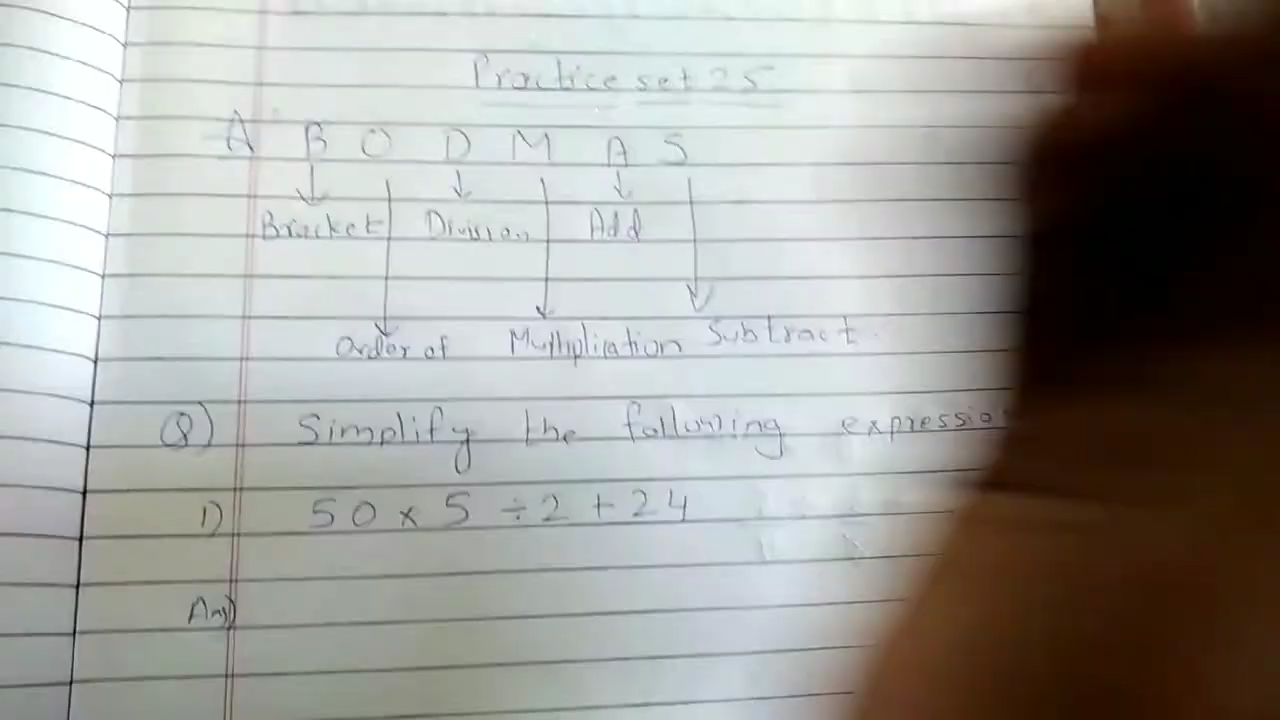 Practice set 25
A B O D M A S
Bracket Division Add
Order of Multiplication Subtract.
Q) Simplify the following
1) 50 x 5 ÷ 2 + 24
Ans)